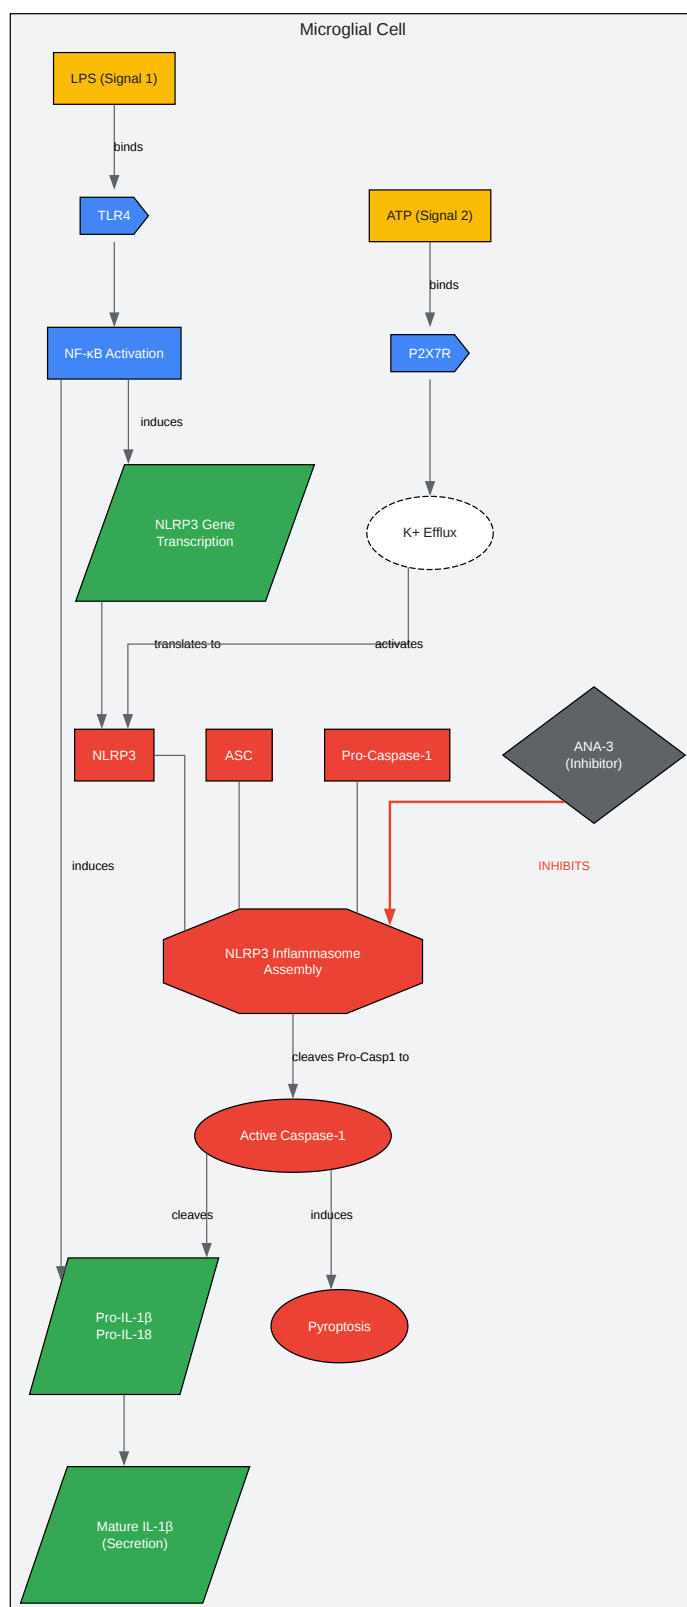 Microglial Cell
LPS (Signal 1)
binds
TLR4
ATP (Signal 2)
binds
NF-κB Activation
P2X7R
induces
NLRP3 Gene
Transcription
K+ Efflux
translates to
activates
NLRP3
ASC
Pro-Caspase-1
ANA-3
(Inhibitor)
induces
INHIBITS
NLRP3 Inflammasome
Assembly
cleaves Pro-Casp1 to
Active Caspase-1
cleaves
induces
Pro-IL-1β
Pro-IL-18
Pyroptosis
Mature IL-1β
(Secretion)